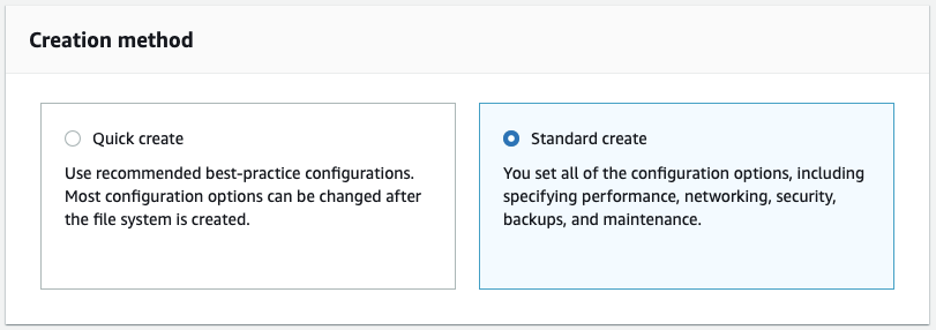 Creation method
Quick create
Use recommended best-practice configurations.
Most configuration options can be changed after
the file system is created.
Standard create
You set all of the configuration options, including
specifying performance, networking, security,
backups, and maintenance.